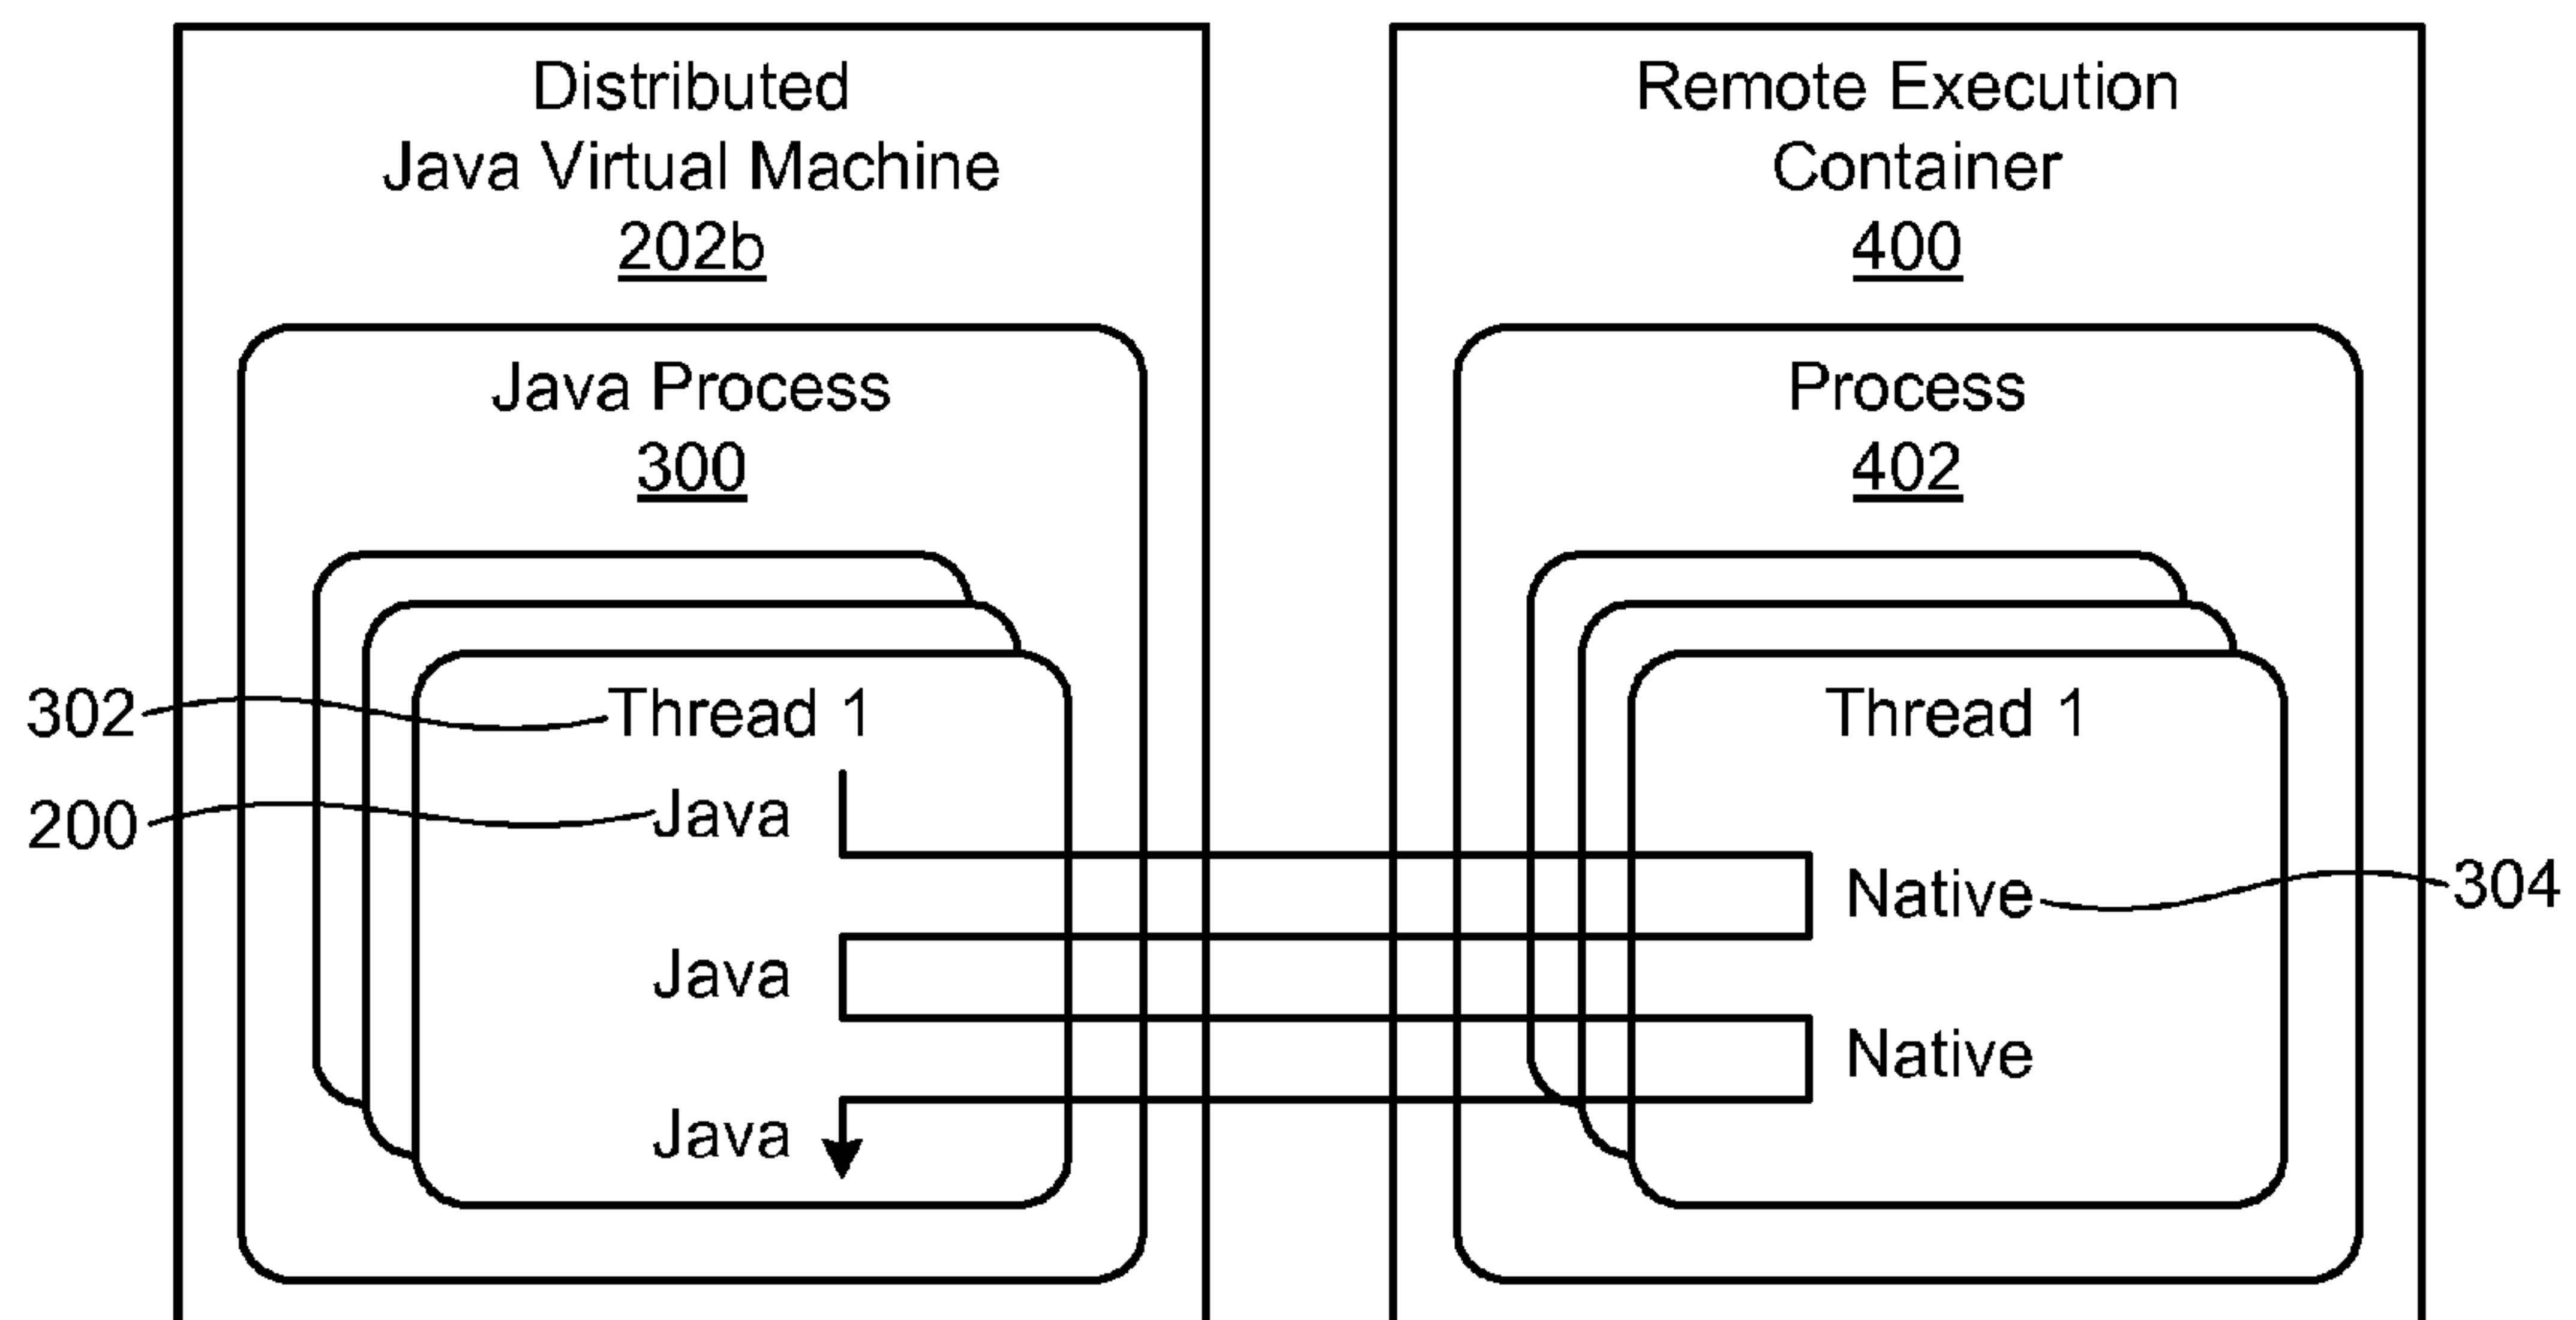 Distributed
Java Virtual Machine
202b
Java Process
300
302
Thread 1
200
Java
Java
Java
Remote Execution
Container
400
Process
402
Thread 1
Native
304
Native